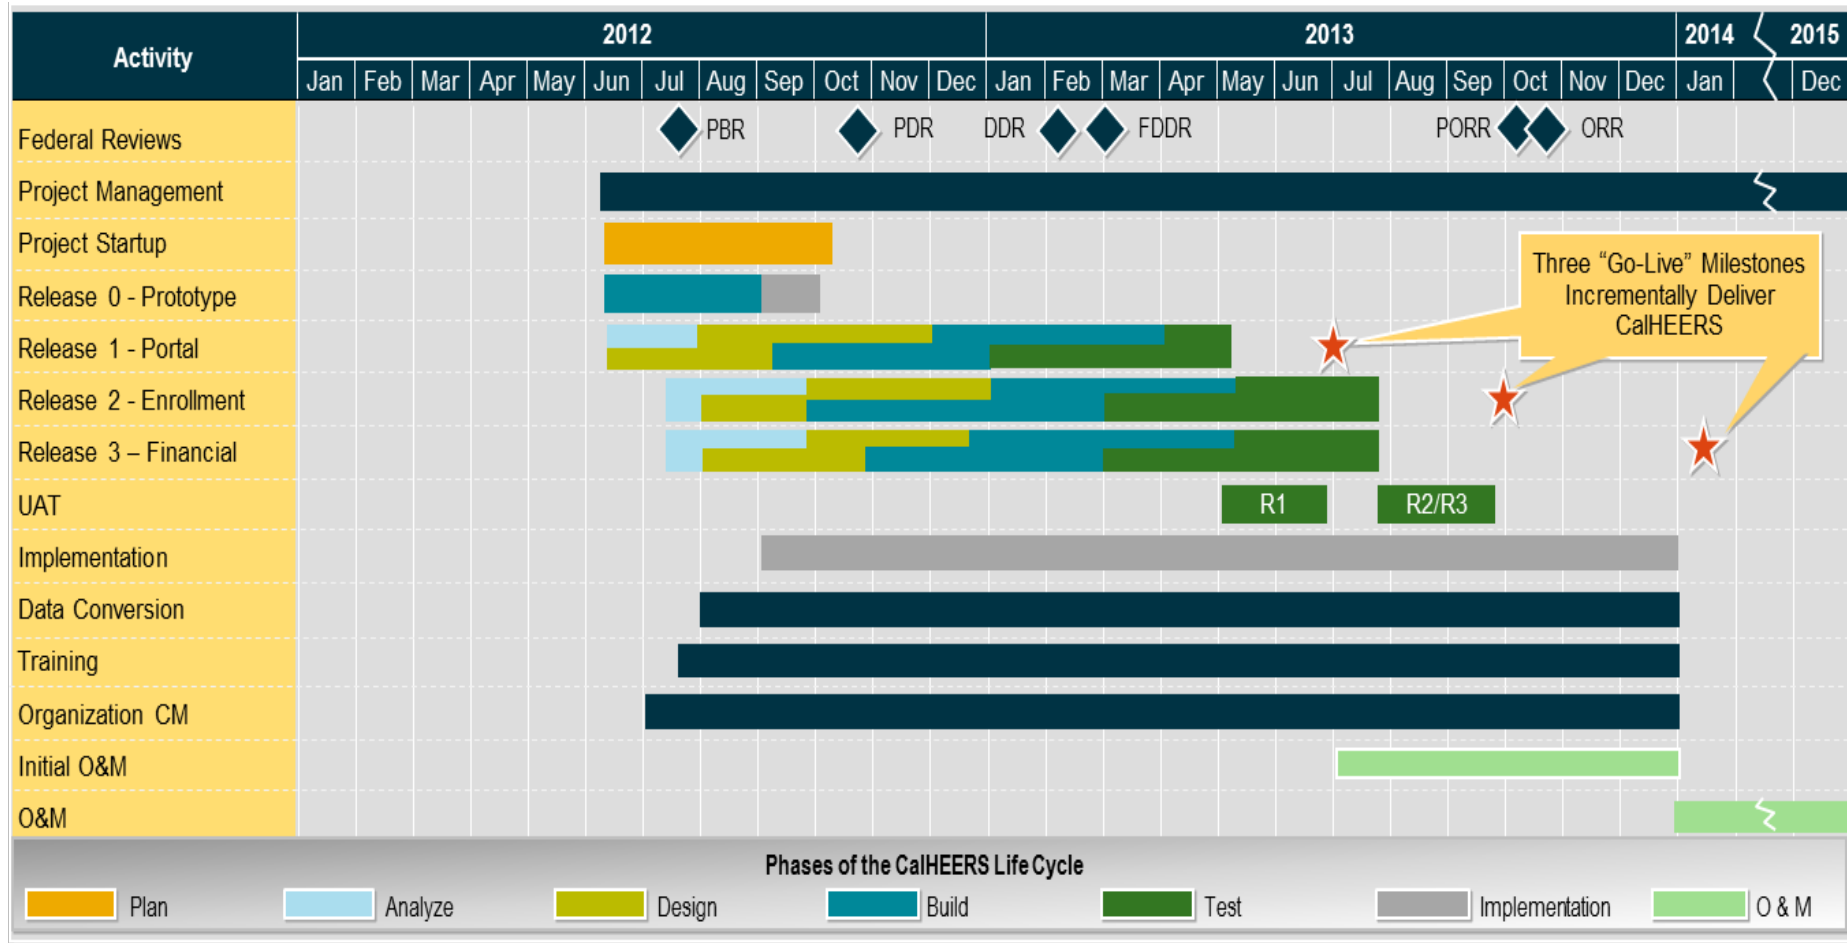 Activity
2012
2013
2014
2015
Jan Feb Mar Apr May Jun Jul Aug Sep Oct Nov Dec Jan Feb Mar Apr May Jun Jul Aug Sep Oct Nov Dec Jan Dec
Federal Reviews
PBR
PDR
DDR
FDDR
PORR
ORR
Project Management
Project Startup
Three “Go-Live” Milestones
Incrementally Deliver
CalHEERS
Release 0 - Prototype
Release 1 - Portal
Release 2 - Enrollment
Release 3 – Financial
UAT
R1
R2/R3
Implementation
Data Conversion
Training
Organization CM
Initial O&M
O&M
Phases of the CalHEERS Life Cycle
Plan
Analyze
Design
Build
Test
Implementation
O & M